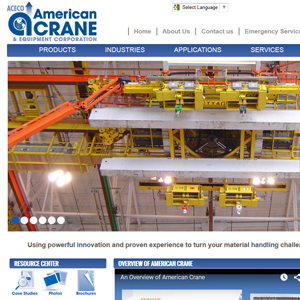 ACECO
American
CRANE
& EQUIPMENT CORPORATION
Select Language
Home | About Us | Contact Us | Emergency Servic
PRODUCTS INDUSTRIES APPLICATIONS SERVICES
Using powerful innovation and proven experience to turn your material handling challe
RESOURCE CENTER
Case Studies Photos Brochures
OVERVIEW OF AMERICAN CRANE
An Overview of American Crane